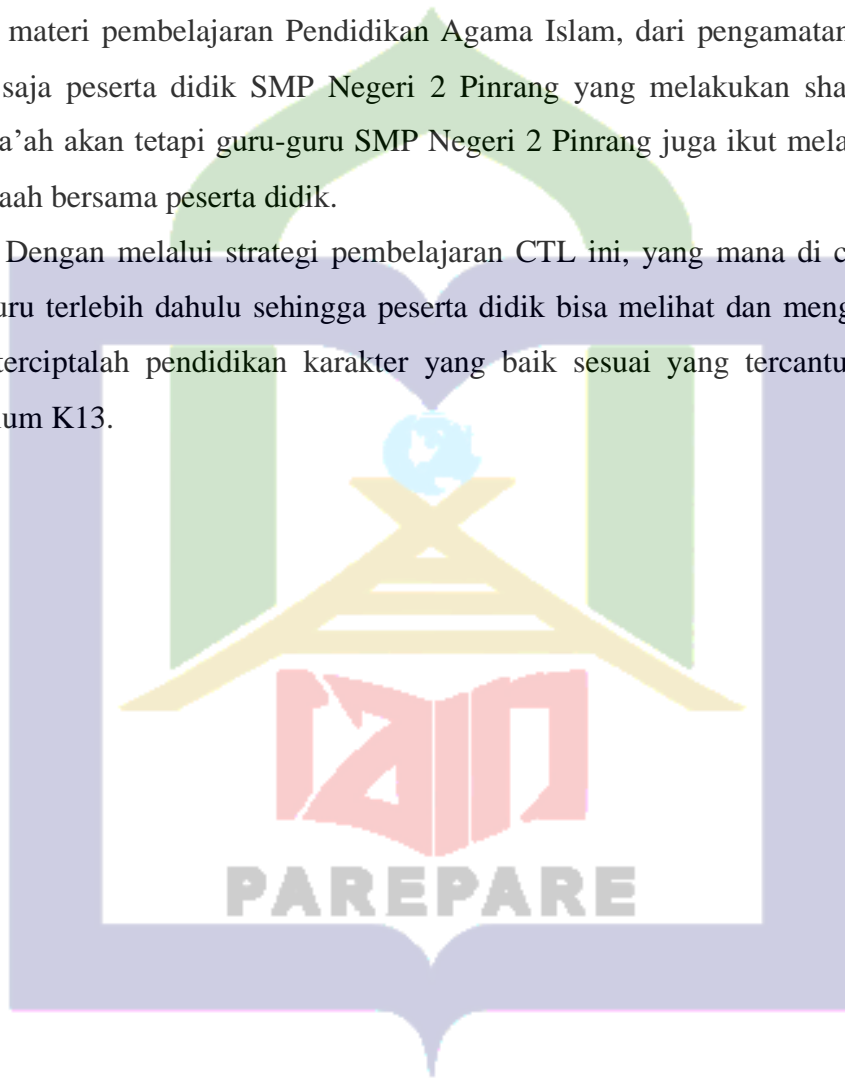 materi pembelajaran Pendidikan Agama Islam, dari pengamatan
saja peserta didik SMP Negeri 2 Pinrang yang melakukan sha
a’ah akan tetapi guru-guru SMP Negeri 2 Pinrang juga ikut mela
aah bersama peserta didik.
Dengan melalui strategi pembelajaran CTL ini, yang mana di c
uru terlebih dahulu sehingga peserta didik bisa melihat dan meng
terciptalah pendidikan karakter yang baik sesuai yang tercantu
um K13.
iain
PAREPARE